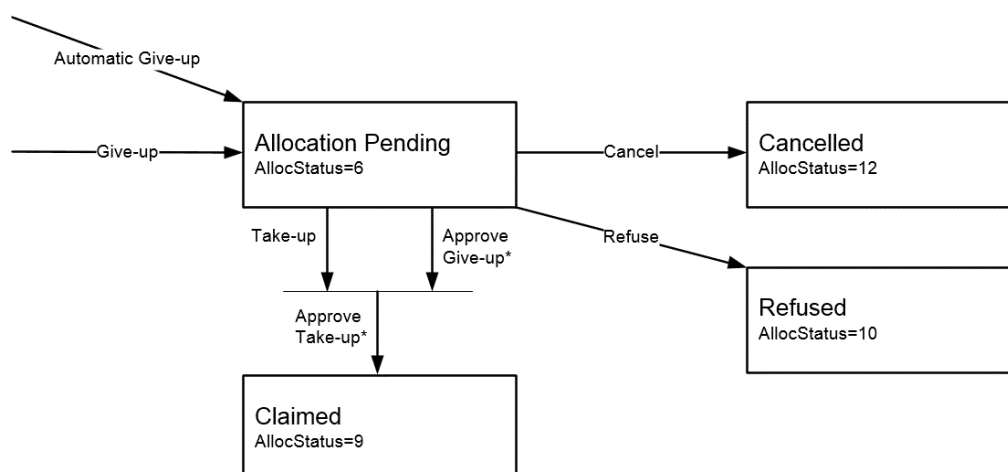 Automatic Give-up
Give-up
Allocation Pending
AllocStatus=6
Cancel
Cancelled
AllocStatus=12
Take-up
Approve
Give-up*
Refuse
Refused
AllocStatus=10
Approve
Take-up*
Claimed
AllocStatus=9